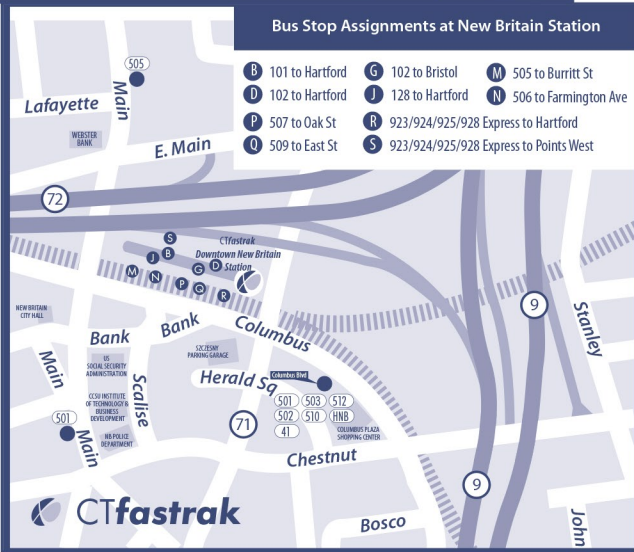 Bus Stop Assignments at New Britain Station
B 101 to Hartford
G 102 to Bristol
M 505 to Burritt St
D 102 to Hartford
J 128 to Hartford
N 506 to Farmington Ave
P 507 to Oak St
R 923/924/925/928 Express to Hartford
Q 509 to East St
S 923/924/925/928 Express to Points West
505
Main
Lafayette
WEBSTER
BANK
E. Main
72
S
CTfastrak
Downtown New Britain
Station
B
J
G
D
M
N
P
Q
R
9
Stanley
NEW BRITAIN
CITY HALL
Bank
Bank
Columbus
Main
US
SOCIAL SECURITY
ADMINISTRATION
Scalise
SZCZESNY
PARKING GARAGE
Herald Sq
Columbus Blvd
501 503 512
502 510 HNB
41
CCSU INSTITUTE
OF TECHNOLOGY &
BUSINESS
DEVELOPMENT
501
Main
NB POLICE
DEPARTMENT
71
COLUMBUS PLAZA
SHOPPING CENTER
Chestnut
9
CTfastrak
Bosco
John